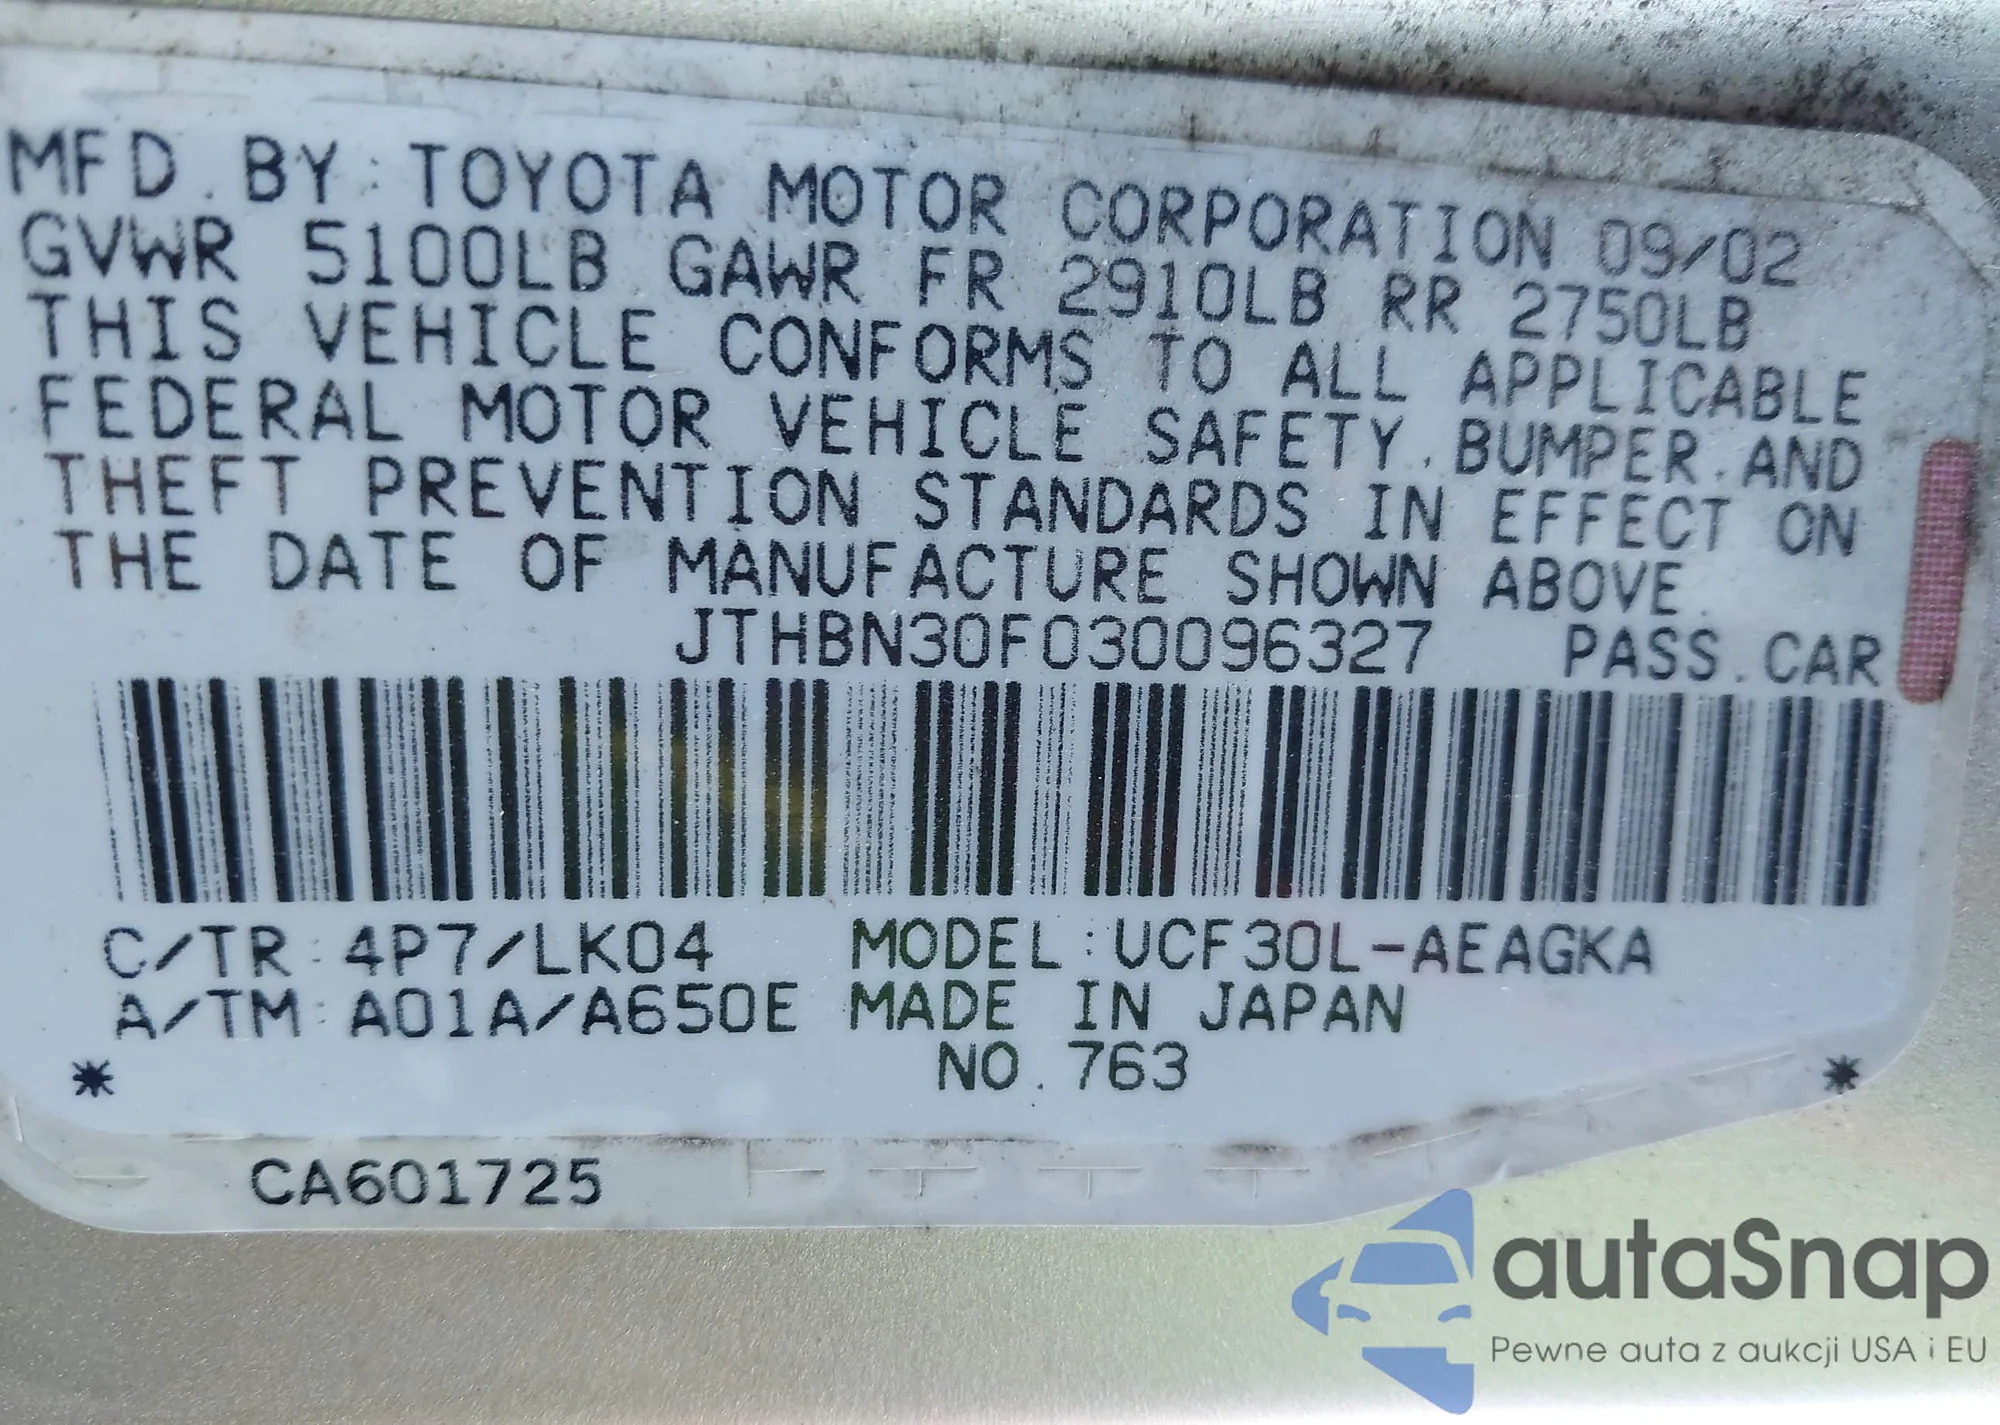 MFD. BY: TOYOTA MOTOR CORPORATION 09/02
GVWR 5100LB GAWR FR 2910LB RR 2750LB
THIS VEHICLE CONFORMS TO ALL APPLICABLE
FEDERAL MOTOR VEHICLE SAFETY, BUMPER, AND
THEFT PREVENTION STANDARDS IN EFFECT ON
THE DATE OF MANUFACTURE SHOWN ABOVE.
JTHBN30F030096327 PASS. CAR
C/TR: 4P7/LK04 MODEL: UCF30L-AEAGKA
A/TM: A01A/A650E MADE IN JAPAN
* NO. 763 *
CA601725
autaSnap
Pewne auta z aukcji USA i EU